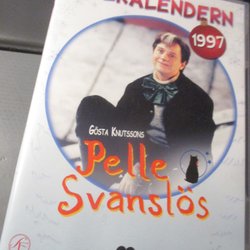 KALENDERN
1997
GÖSTA KNUTSSONS
Pelle
Svanslös